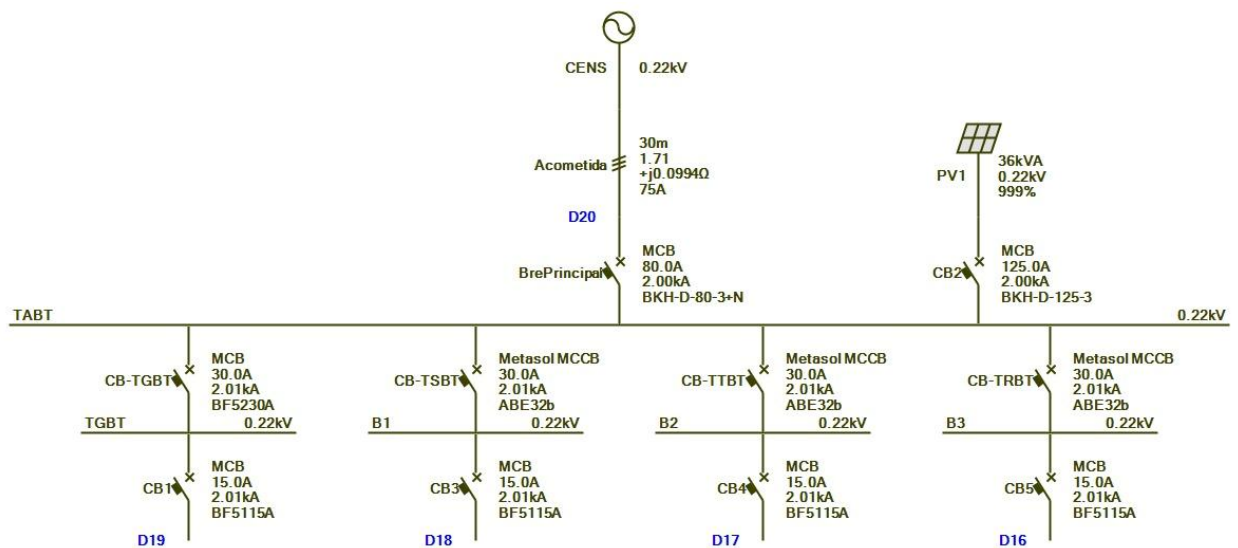 CENS 0.22kV
30m
1.71
Acometida +j0.0994Ω
75A
36kVA
PV1 0.22kV
999%
D20
MCB
80.0A
BrePrincipal 2.00kA
BKH-D-80-3+N
MCB
125.0A
CB2 2.00kA
BKH-D-125-3
TABT 0.22kV
MCB
30.0A
CB-TGBT 2.01kA
BF5230A
Metasol MCCB
30.0A
CB-TSBT 2.01kA
ABE32b
Metasol MCCB
30.0A
CB-TTBT 2.01kA
ABE32b
Metasol MCCB
30.0A
CB-TRBT 2.01kA
ABE32b
TGBT 0.22kV
B1 0.22kV
B2 0.22kV
B3 0.22kV
MCB
15.0A
CB1 2.01kA
BF5115A
MCB
15.0A
CB3 2.01kA
BF5115A
MCB
15.0A
CB4 2.01kA
BF5115A
MCB
15.0A
CB5 2.01kA
BF5115A
D19
D18
D17
D16